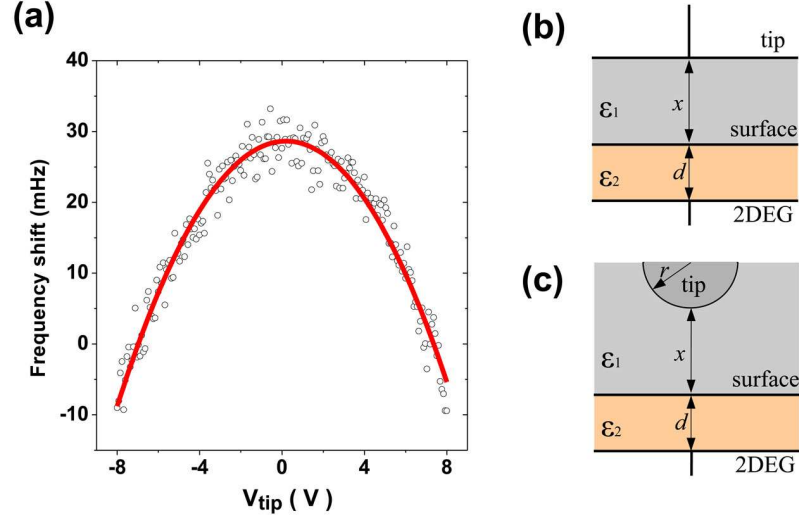 (a)
40
30
20
10
0
-10
Frequency shift (mHz)
-8 -4 0 4 8
Vtip ( V )
(b)
tip
ε1 x
surface
ε2 d
2DEG
(c)
r
tip
ε1 x
surface
ε2 d
2DEG